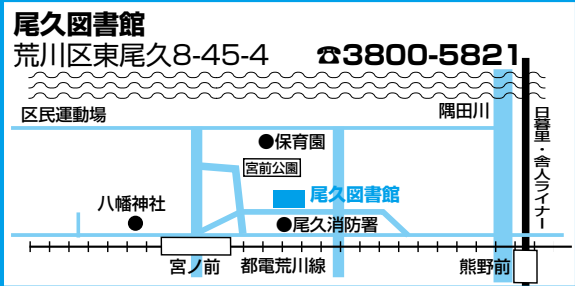 尾久図書館
荒川区東尾久8-45-4 ☎3800-5821
区民運動場
隅田川
日暮里・舎人ライナー
●保育園
宮前公園
尾久図書館
八幡神社
●尾久消防署
宮ノ前
都電荒川線
熊野前